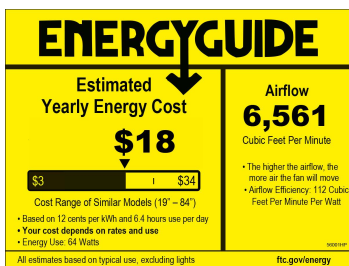 ENERGYGUIDE
Estimated
Yearly Energy Cost
$18
$3
$34
Cost Range of Similar Models (19" – 84")
• Based on 12 cents per kWh and 6.4 hours use per day
• Your cost depends on rates and use
• Energy Use: 64 Watts
Airflow
6,561
Cubic Feet Per Minute
• The higher the airflow, the
more air the fan will move
• Airflow Efficiency: 112 Cubic
Feet Per Minute Per Watt
All estimates based on typical use, excluding lights
ftc.gov/energy